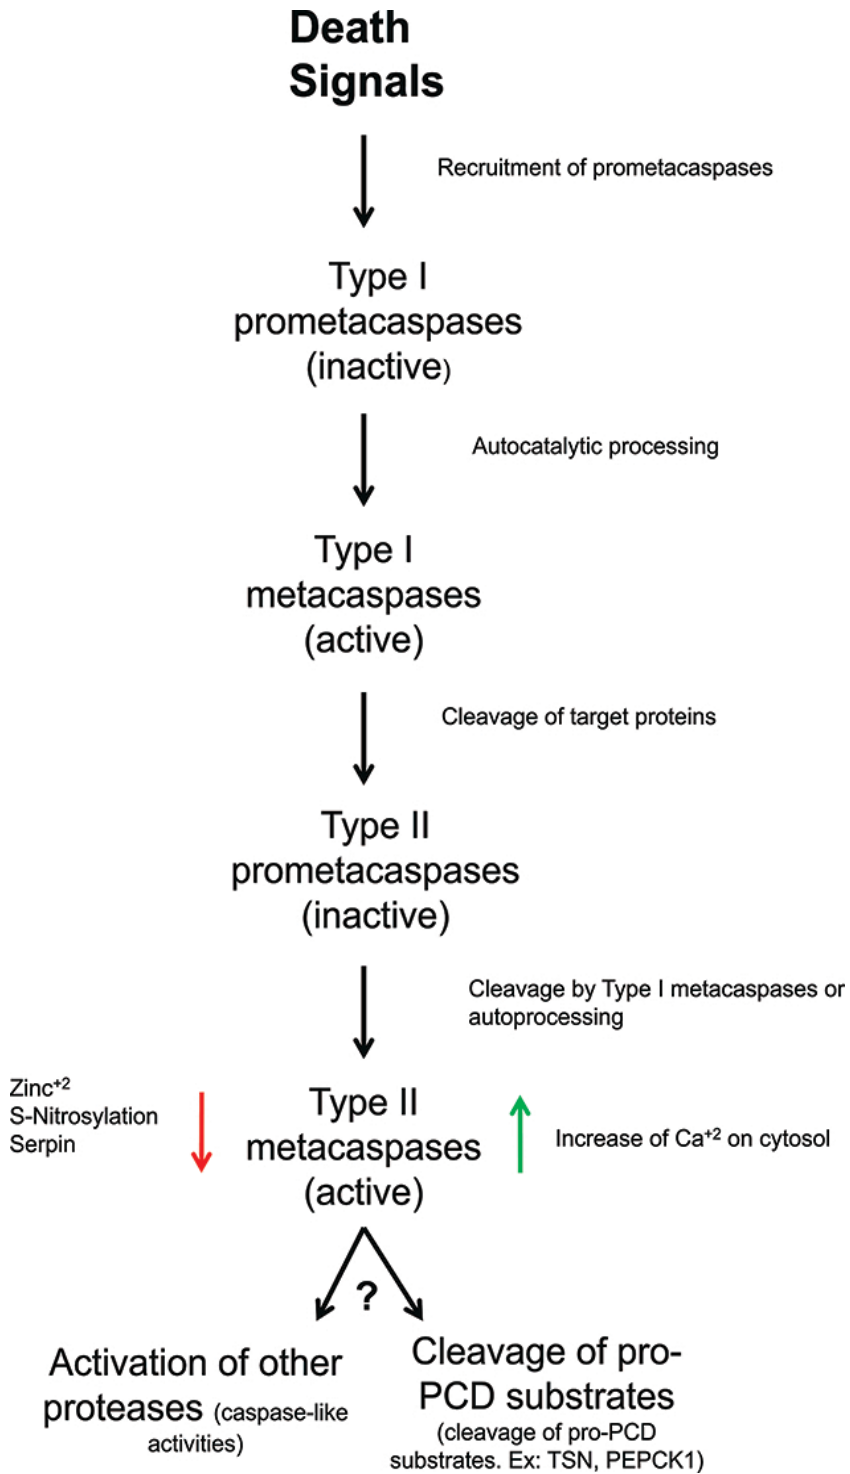 Death
Signals
Recruitment of prometacaspases
Type I
prometacaspases
(inactive)
Autocatalytic processing
Type I
metacaspases
(active)
Cleavage of target proteins
Type II
prometacaspases
(inactive)
Cleavage by Type I metacaspases or
autoprocessing
Zinc⁺²
S-Nitrosylation
Serpin
Type II
metacaspases
(active)
Increase of Ca⁺² on cytosol
?
Activation of other
proteases (caspase-like
activities)
Cleavage of pro-
PCD substrates
(cleavage of pro-PCD
substrates. Ex: TSN, PEPCK1)